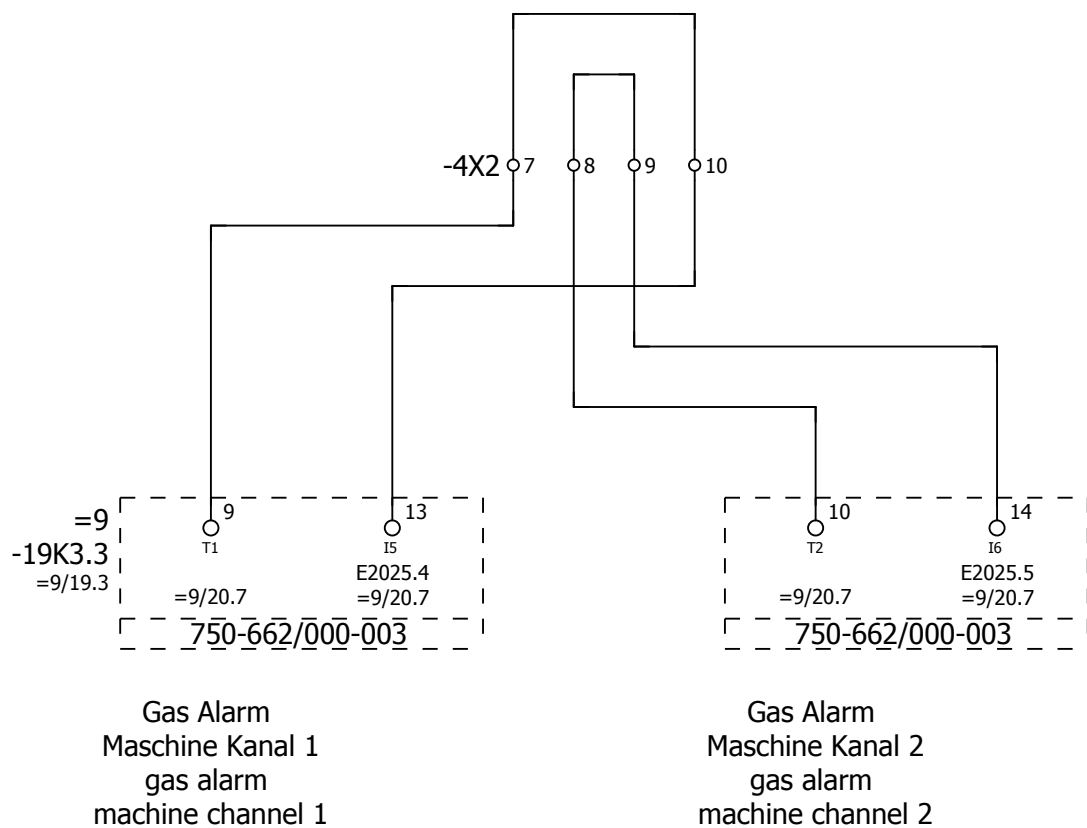 -4X2 7 8 9 10
=9 9 13 10 14
-19K3.3 T1 I5 T2 I6
=9/19.3 E2025.4 E2025.5
=9/20.7 =9/20.7 =9/20.7 =9/20.7
750-662/000-003 750-662/000-003
Gas Alarm
Maschine Kanal 1
gas alarm
machine channel 1
Gas Alarm
Maschine Kanal 2
gas alarm
machine channel 2